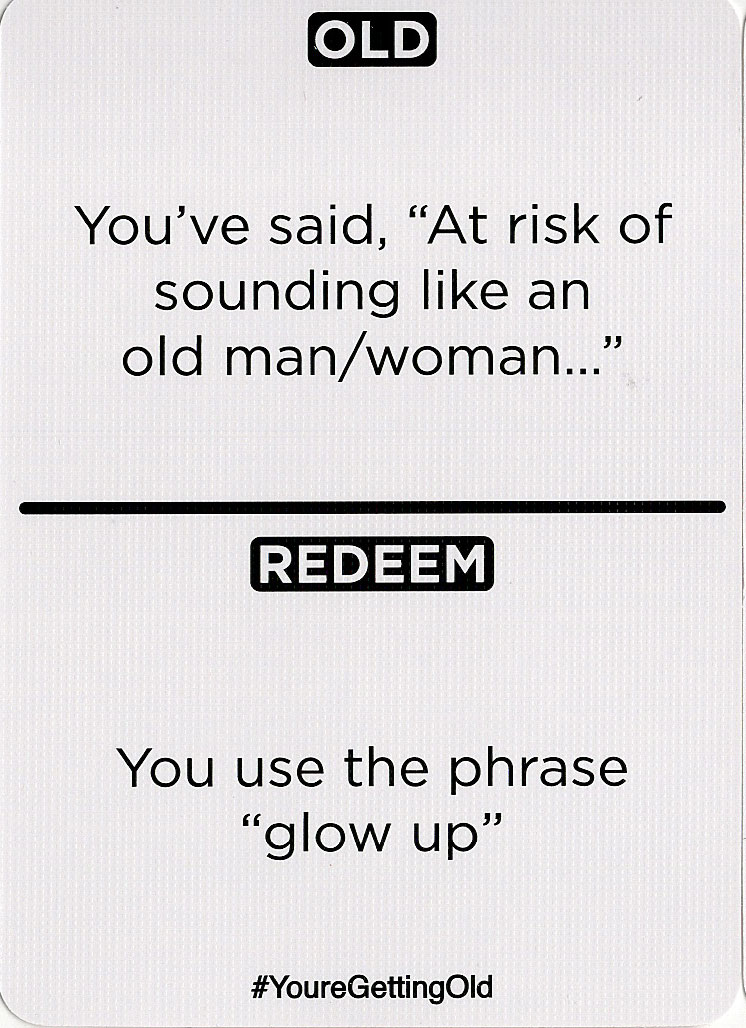 OLD
You’ve said, “At risk of
sounding like an
old man/woman...”
REDEEM
You use the phrase
“glow up”
#YoureGettingOld